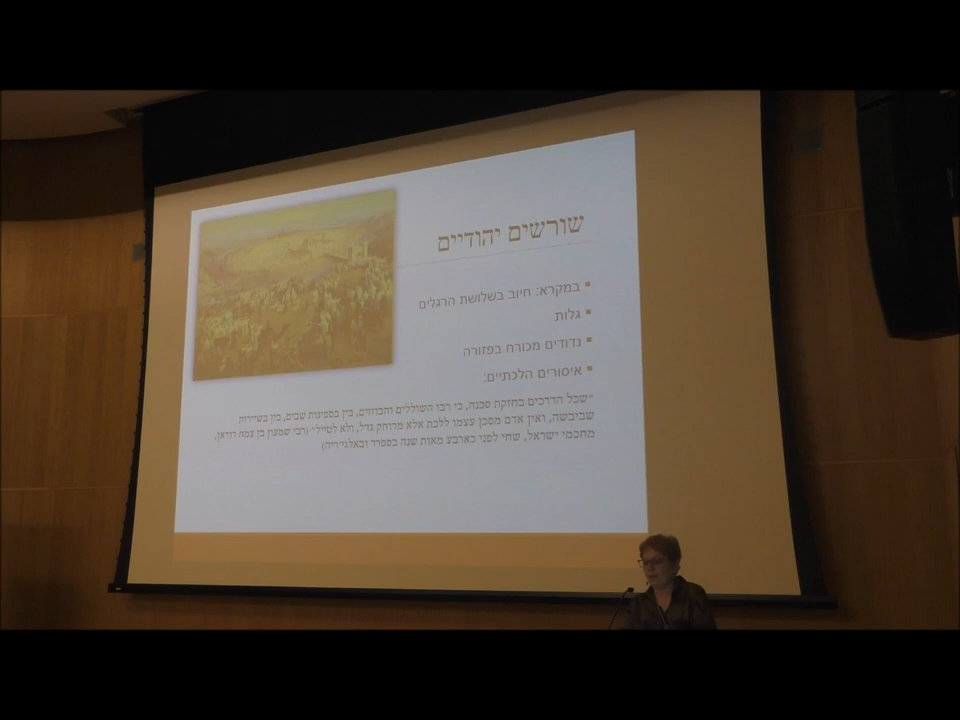 שורשים יהודיים
במקרא: חיוב בשלושת הרגלים
גלות
נדודים מכורח בפזורה
איסורים הלכתיים:
"שכל הדרכים בחזקת סכנה, כי רבו השוללים והבוזזים, בין בספינות שבים, בין בשיירות
שביבשה, ואין אדם מסכן עצמו ללכת אלא מדוחק גדל, ולא לטייל" (רבי שמעון בן צמח דוראן,
מחכמי ישראל, שחי לפני כארבע מאות שנה בספרד ובאלג'יריה)